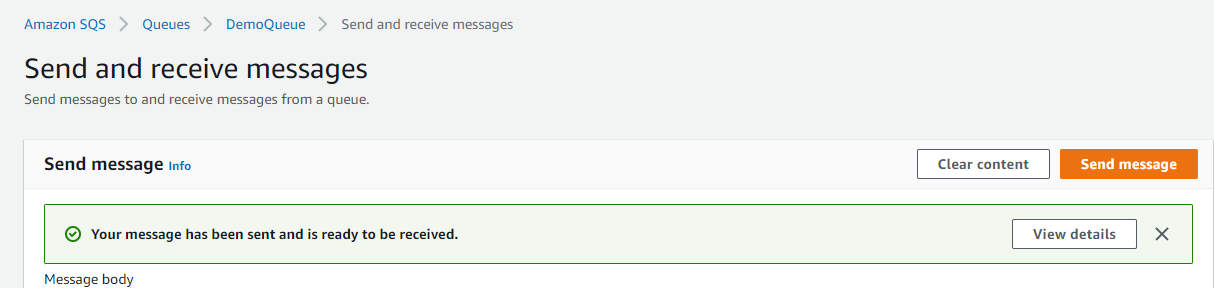 Amazon SQS > Queues > DemoQueue > Send and receive messages
Send and receive messages
Send messages to and receive messages from a queue.
Send message Info Clear content Send message
Your message has been sent and is ready to be received. View details
Message body